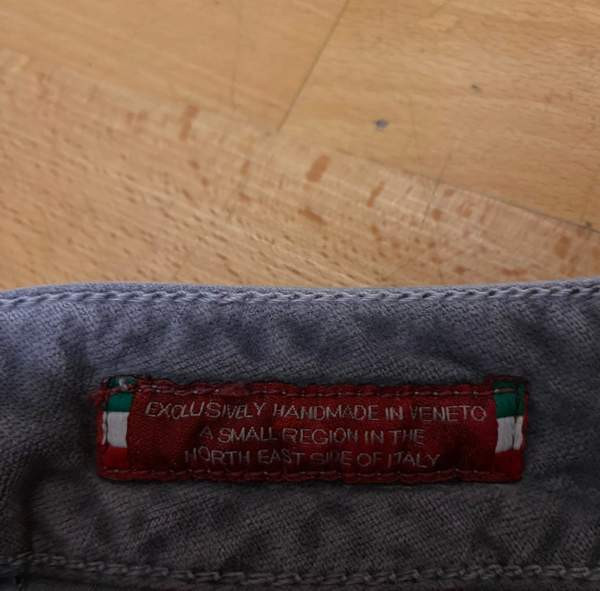 EXCLUSIVELY HANDMADE IN VENETO
A SMALL REGION IN THE
NORTH EAST SIDE OF ITALY